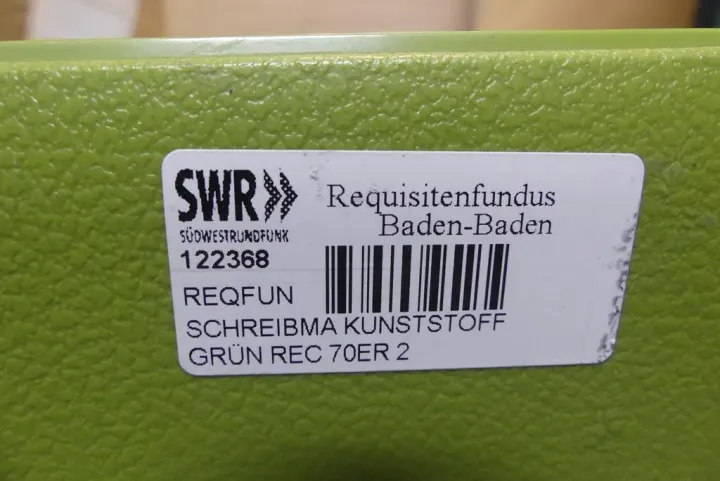 SWR Requisitenfundus
SÜDWESTRUNDFUNK Baden-Baden
122368
REQFUN
SCHREIBMA KUNSTSTOFF
GRÜN REC 70ER 2